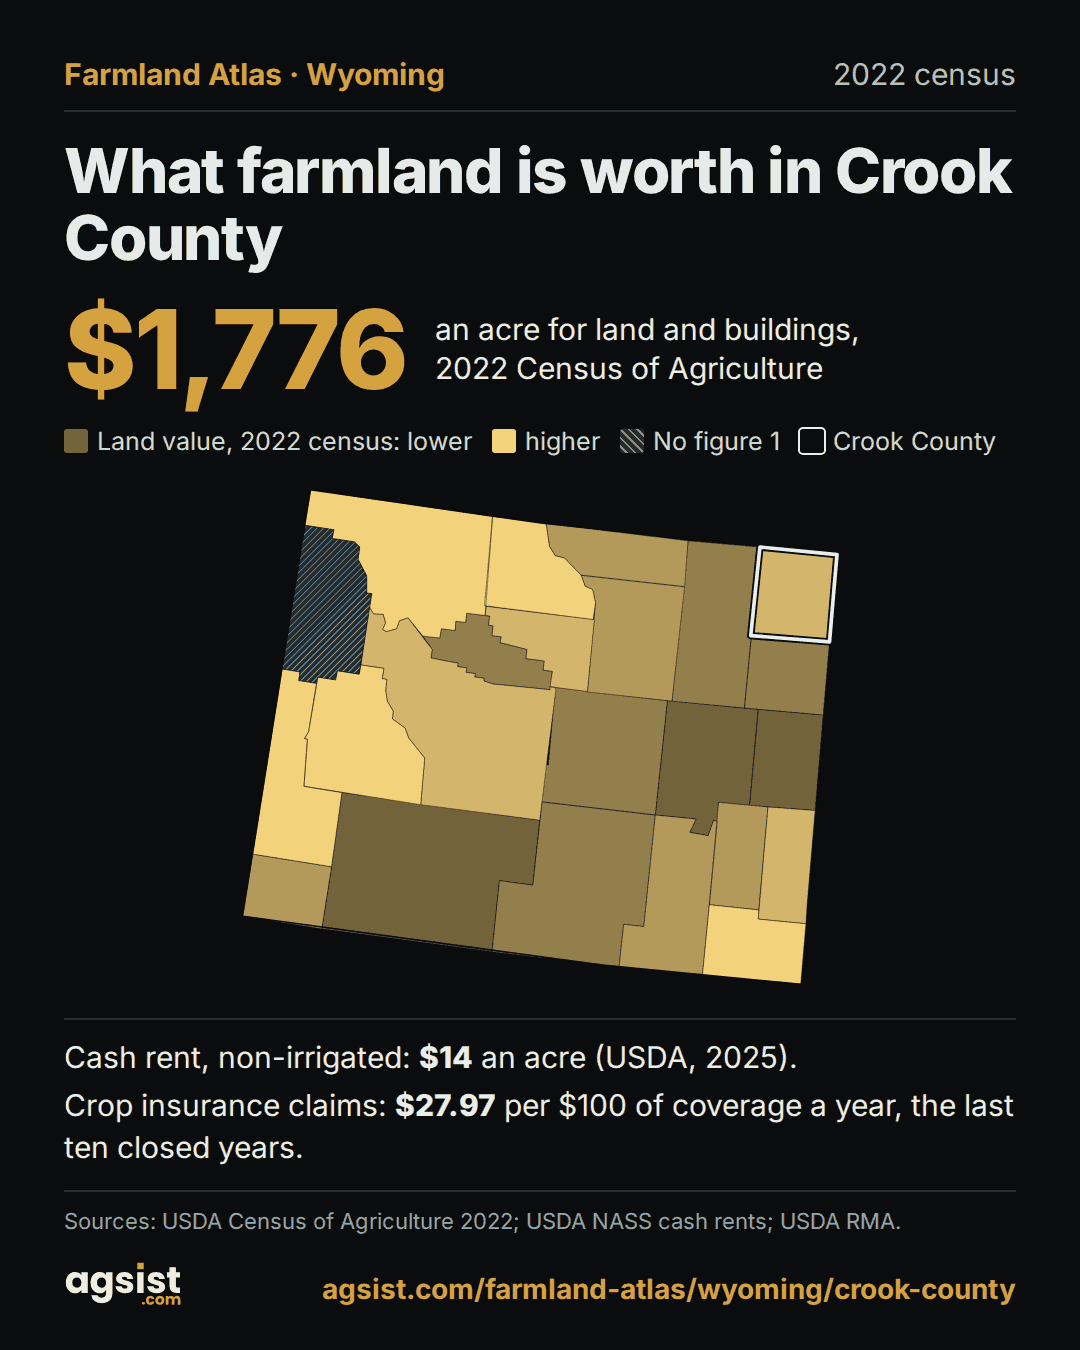 Farmland Atlas · Wyoming
2022 census
What farmland is worth in Crook
County
$1,776
an acre for land and buildings,
2022 Census of Agriculture
Land value, 2022 census: lower
higher
No figure 1
Crook County
Cash rent, non-irrigated: $14 an acre (USDA, 2025).
Crop insurance claims: $27.97 per $100 of coverage a year, the last
ten closed years.
Sources: USDA Census of Agriculture 2022; USDA NASS cash rents; USDA RMA.
agsist
.com
agsist.com/farmland-atlas/wyoming/crook-county